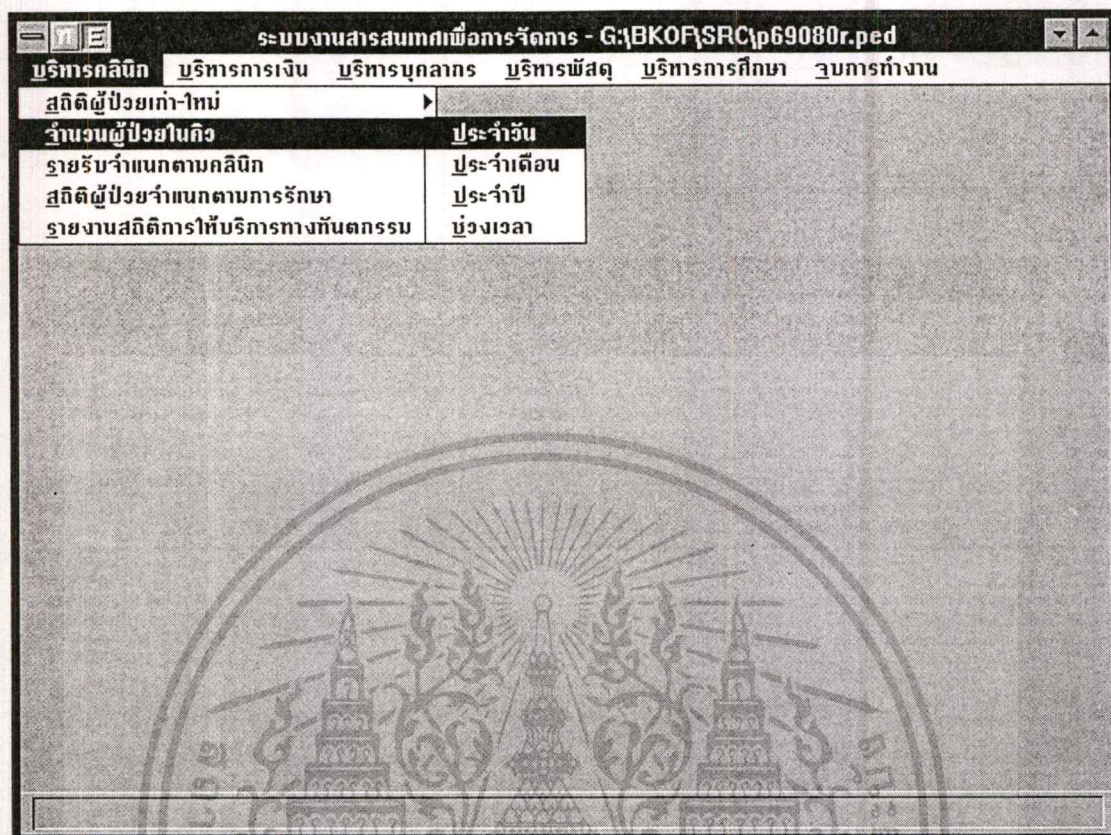 ท ระบบงานสารสนเทศเพื่อการจัดการ - G:\BKOF\SRC\p69080r.ped
บริหารคลินิก บริหารการเงิน บริหารบุคลากร บริหารพัสดุ บริหารการศึกษา จบการทำงาน
สถิติผู้ป่วยเก่า-ใหม่
จำนวนผู้ป่วยในคิว ประจำวัน
รายรับจำแนกตามคลินิก ประจำเดือน
สถิติผู้ป่วยจำแนกตามการรักษา ประจำปี
รายงานสถิติการให้บริการทางทันตกรรม ช่วงเวลา